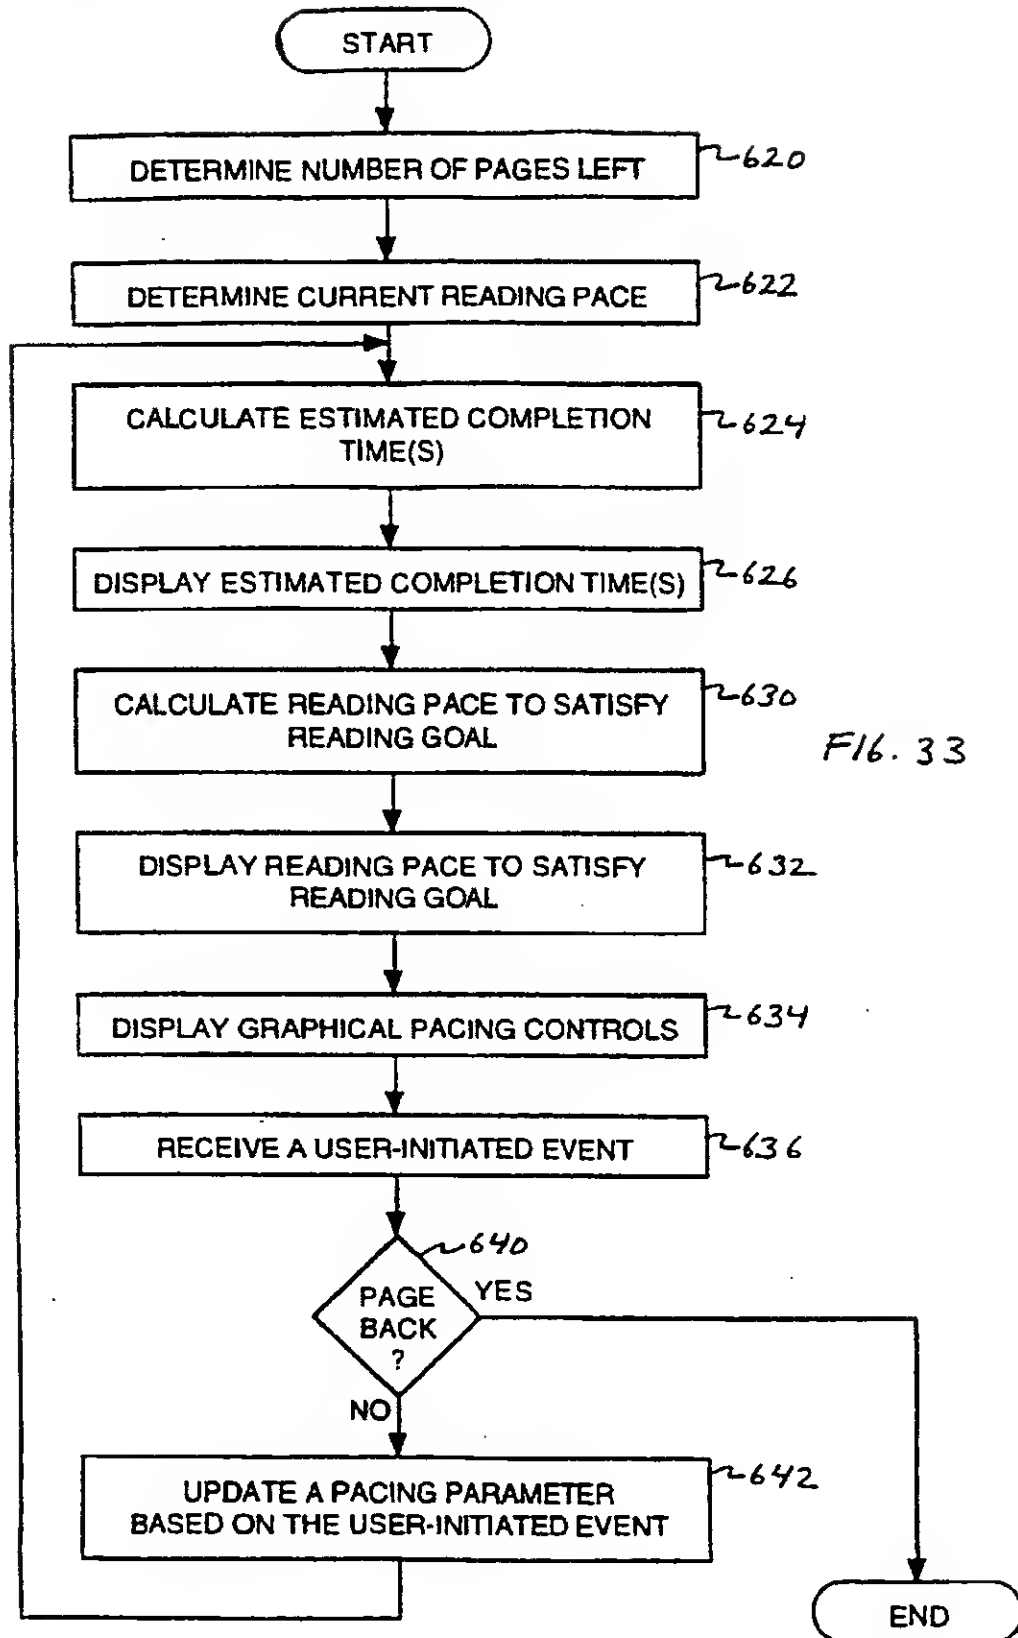 START
DETERMINE NUMBER OF PAGES LEFT
620
DETERMINE CURRENT READING PACE
622
CALCULATE ESTIMATED COMPLETION
TIME(S)
624
DISPLAY ESTIMATED COMPLETION TIME(S)
626
CALCULATE READING PACE TO SATISFY
READING GOAL
630
FIG. 33
DISPLAY READING PACE TO SATISFY
READING GOAL
632
DISPLAY GRAPHICAL PACING CONTROLS
634
RECEIVE A USER-INITIATED EVENT
636
640
PAGE
BACK
?
YES
NO
UPDATE A PACING PARAMETER
BASED ON THE USER-INITIATED EVENT
642
END